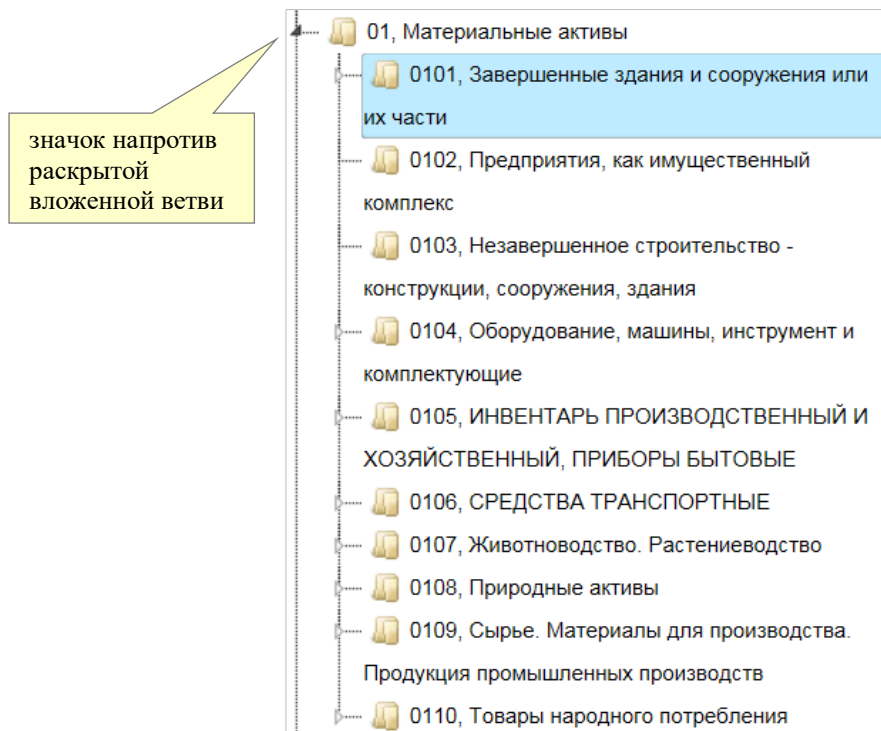 01, Материальные активы
0101, Завершенные здания и сооружения или
их части
значок напротив
раскрытой
вложенной ветви
0102, Предприятия, как имущественный
комплекс
0103, Незавершенное строительство -
конструкции, сооружения, здания
0104, Оборудование, машины, инструмент и
комплектующие
0105, ИНВЕНТАРЬ ПРОИЗВОДСТВЕННЫЙ И
ХОЗЯЙСТВЕННЫЙ, ПРИБОРЫ БЫТОВЫЕ
0106, СРЕДСТВА ТРАНСПОРТНЫЕ
0107, Животноводство. Растениеводство
0108, Природные активы
0109, Сырье. Материалы для производства.
Продукция промышленных производств
0110, Товары народного потребления